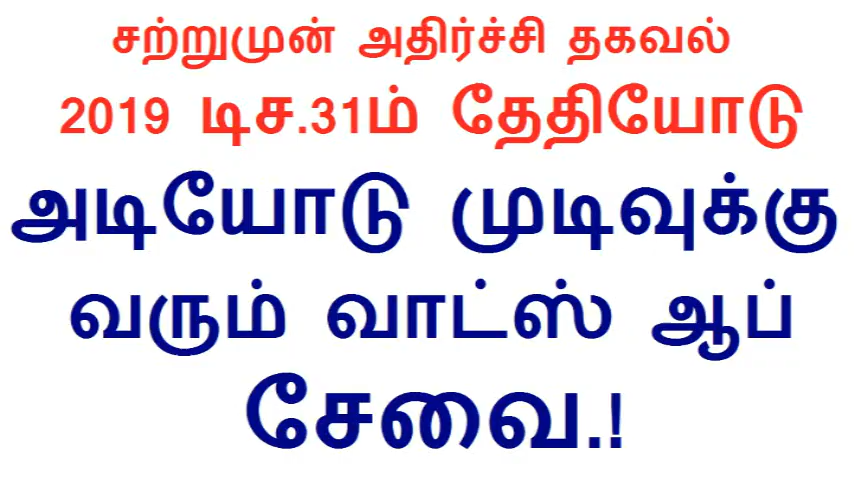 சற்றுமுன் அதிர்ச்சி தகவல்
2019 டிச.31ம் தேதியோடு
அடியோடு முடிவுக்கு
வரும் வாட்ஸ் ஆப்
சேவை.!